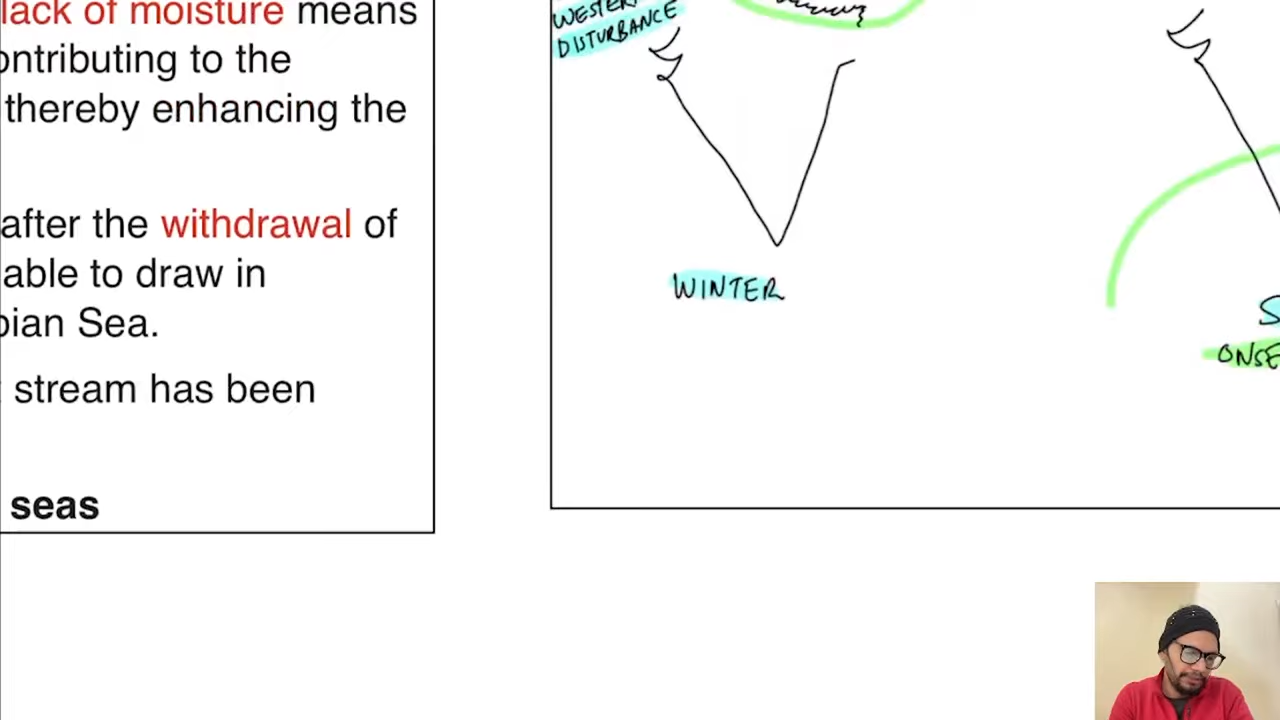 lack of moisture means
ontributing to the
thereby enhancing the
after the withdrawal of
able to draw in
bian Sea.
stream has been
seas
WESTER
DISTURBANCE
WINTER
S
ONSE